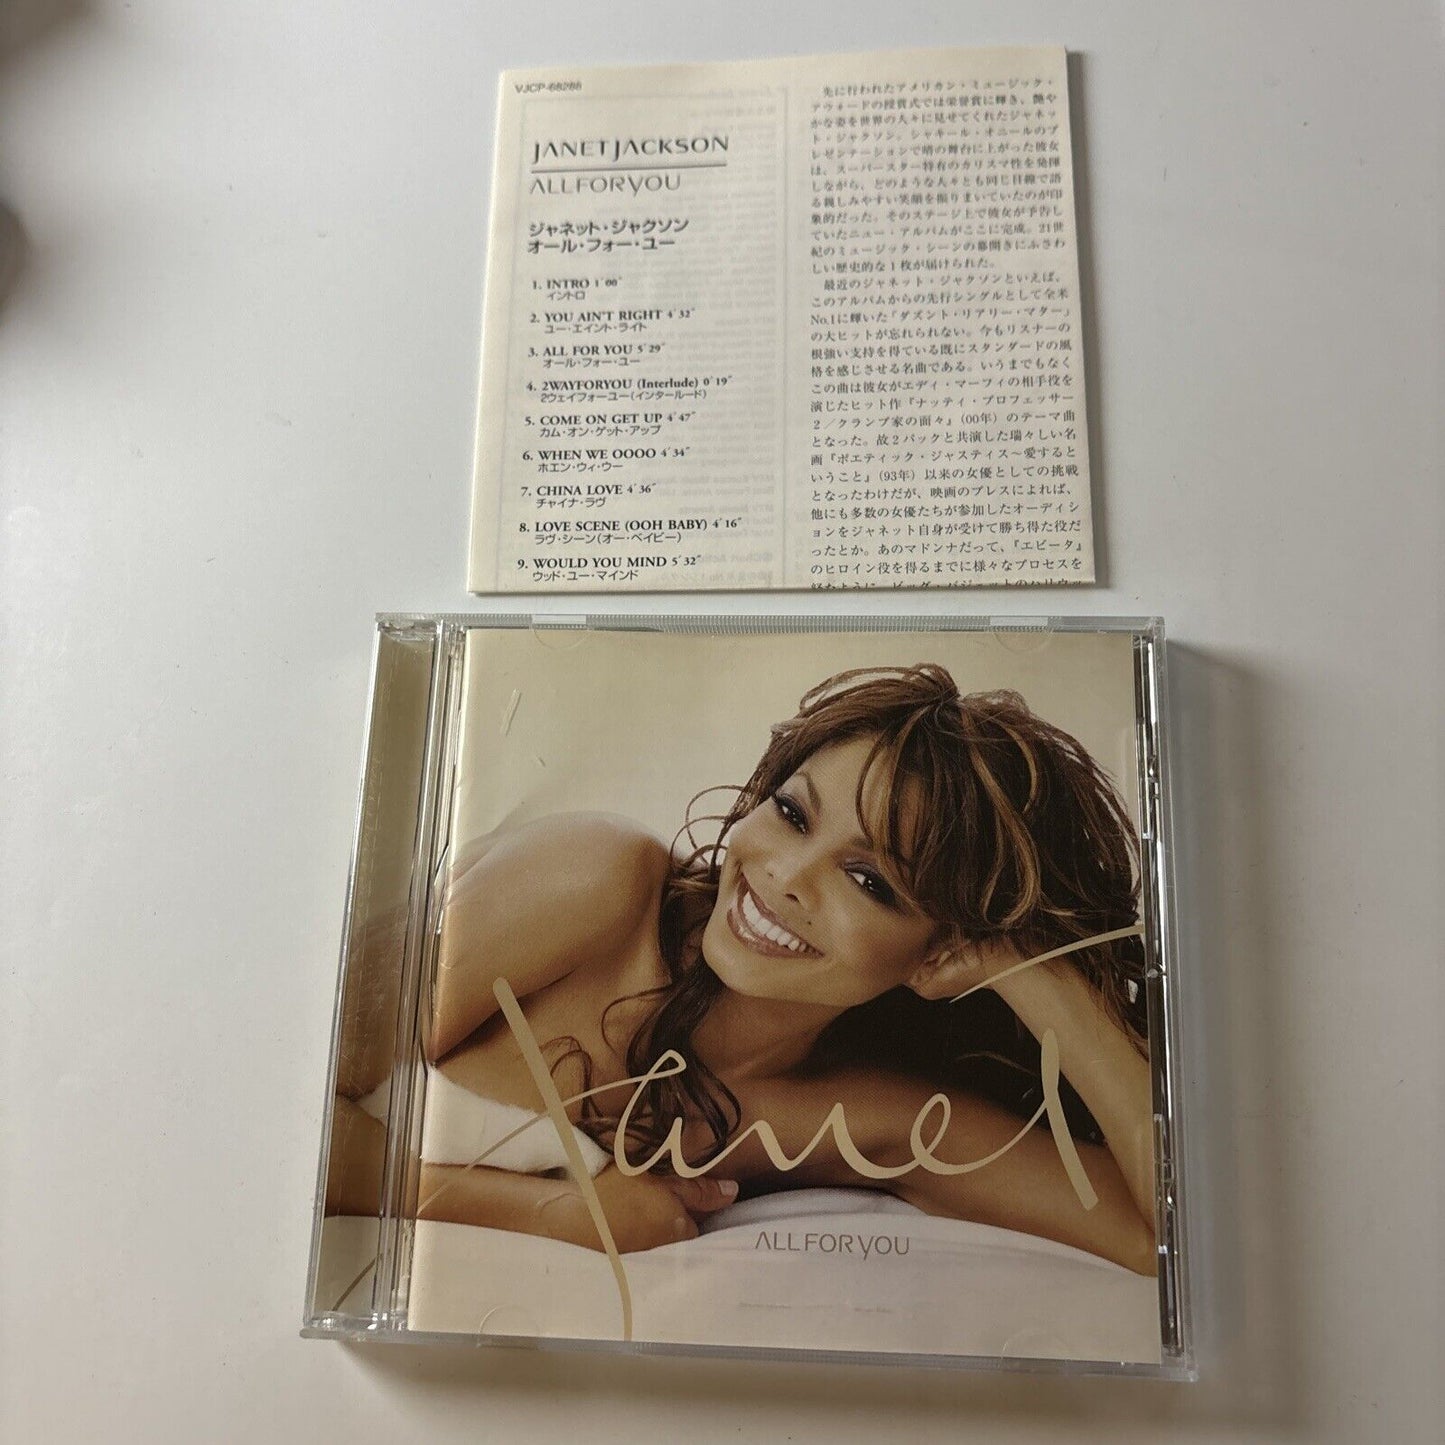 VJCP-68288
JANET JACKSON
ALL FOR YOU
ジャネット・ジャクソン
オール・フォー・ユー
1. INTRO 1´00˝
イントロ
2. YOU AIN'T RIGHT 4´32˝
ユー・エイント・ライト
3. ALL FOR YOU 5´29˝
オール・フォー・ユー
4. 2WAYFORYOU (Interlude) 0´19˝
2ウェイフォーユー(インタールード)
5. COME ON GET UP 4´47˝
カム・オン・ゲット・アップ
6. WHEN WE OOOO 4´34˝
ホエン・ウィ・ウー
7. CHINA LOVE 4´36˝
チャイナ・ラヴ
8. LOVE SCENE (OOH BABY) 4´16˝
ラヴ・シーン(オー・ベイビー)
9. WOULD YOU MIND 5´32˝
ウッド・ユー・マインド
先に行われたアメリカン・ミュージック・
アウォードの授賞式では栄誉賞に輝き、艶や
かな姿を世界の人々に見せてくれたジャネッ
ト・ジャクソン。シャキール・オニールのプ
レゼンテーションで晴の舞台に上がった彼女
は、スーパースター特有のカリスマ性を発揮
しながら、どのような人々とも同じ目線で語
る親しみやすい笑顔を振りまいていたのが印
象的だった。そのステージ上で彼女が予告し
ていたニュー・アルバムがここに完成。21世
紀のミュージック・シーンの幕開きにふさわ
しい歴史的な1枚が届けられた。
最近のジャネット・ジャクソンといえば、
このアルバムからの先行シングルとして全米
No.1に輝いた「ダズント・リアリー・マター」
の大ヒットが忘れられない。今もリスナーの
根強い支持を得ている既にスタンダードの風
格を感じさせる名曲である。いうまでもなく
この曲は彼女がエディ・マーフィの相手役を
演じたヒット作『ナッティ・プロフェッサー
2/クランプ家の面々』(00年)のテーマ曲
となった。故2パックと共演した瑞々しい名
画『ポエティック・ジャスティス〜愛すると
いうこと』(93年)以来の女優としての挑戦
となったわけだが、映画のプレスによれば、
他にも多数の女優たちが参加したオーディシ
ョンをジャネット自身が受けて勝ち得た役だ
ったとか。あのマドンナだって、『エビータ』
のヒロイン役を得るまでに様々なプロセスを
経たように、ビッグ・バジェットのハリウッ
Janet
ALL FOR YOU